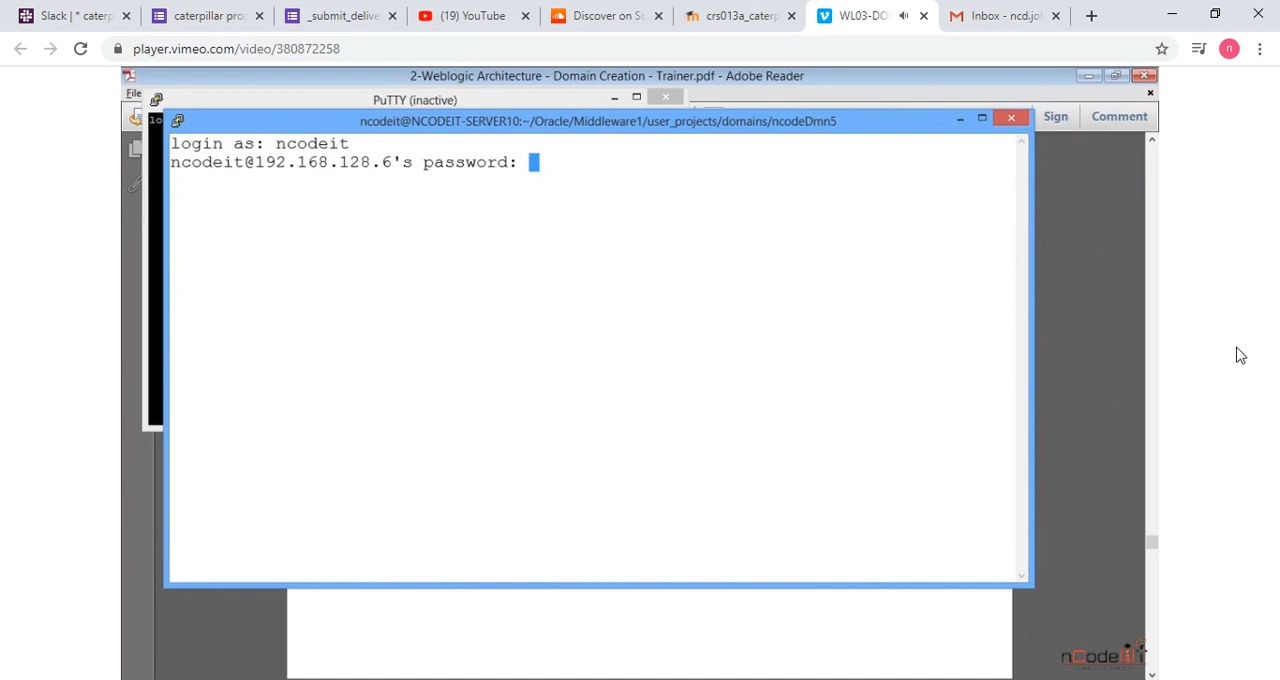 Slack | * caterp
caterpillar pro
_submit_delive
(19) YouTube
Discover on So
crs013a_caterp
WL03-DO
Inbox - ncd.jo
player.vimeo.com/video/380872258
n
2-Weblogic Architecture - Domain Creation - Trainer.pdf - Adobe Reader
File
PuTTY (inactive)
lo
Sign
Comment
ncodeit@NCODEIT-SERVER10:~/Oracle/Middleware1/user_projects/domains/ncodeDmn5
login as: ncodeit
ncodeit@192.168.128.6's password:
nCodeIT